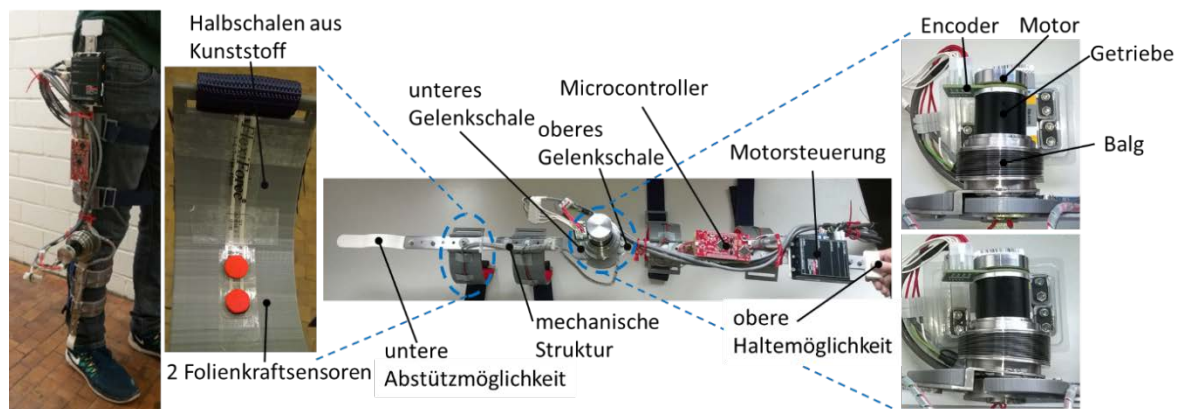 Halbschalen aus
Kunststoff
unteres
Gelenkschale
Microcontroller
oberes
Gelenkschale
Motorsteuerung
Encoder
Motor
Getriebe
Balg
2 Folienkraftsensoren
untere
Abstützmöglichkeit
mechanische
Struktur
obere
Haltemöglichkeit